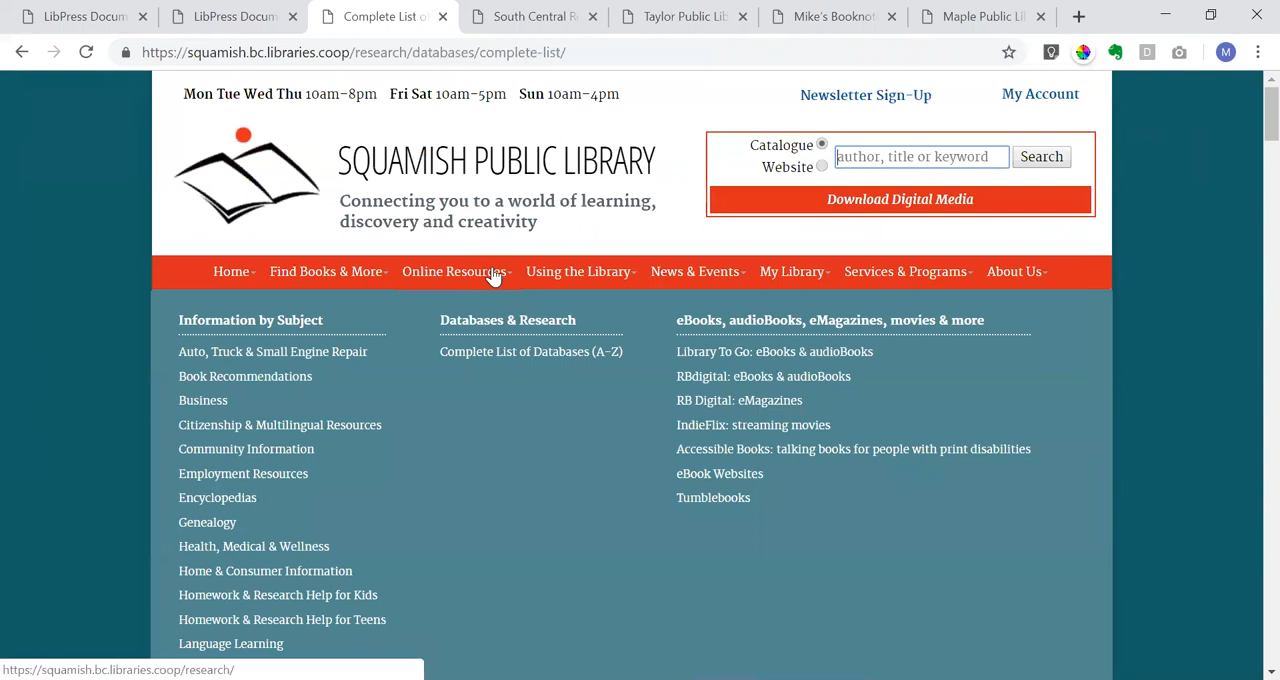 LibPress Docum
LibPress Docum
Complete List o
South Central R
Taylor Public Lib
Mike's Booknot
Maple Public Li
https://squamish.bc.libraries.coop/research/databases/complete-list/
D
M
Mon Tue Wed Thu 10am–8pm Fri Sat 10am–5pm Sun 10am–4pm
Newsletter Sign-Up
My Account
SQUAMISH PUBLIC LIBRARY
Connecting you to a world of learning,
discovery and creativity
Catalogue
Website
author, title or keyword
Search
Download Digital Media
Home
Find Books & More
Online Resources
Using the Library
News & Events
My Library
Services & Programs
About Us
Information by Subject
Auto, Truck & Small Engine Repair
Book Recommendations
Business
Citizenship & Multilingual Resources
Community Information
Employment Resources
Encyclopedias
Genealogy
Health, Medical & Wellness
Home & Consumer Information
Homework & Research Help for Kids
Homework & Research Help for Teens
Language Learning
Databases & Research
Complete List of Databases (A-Z)
eBooks, audioBooks, eMagazines, movies & more
Library To Go: eBooks & audioBooks
RBdigital: eBooks & audioBooks
RB Digital: eMagazines
IndieFlix: streaming movies
Accessible Books: talking books for people with print disabilities
eBook Websites
Tumblebooks
https://squamish.bc.libraries.coop/research/